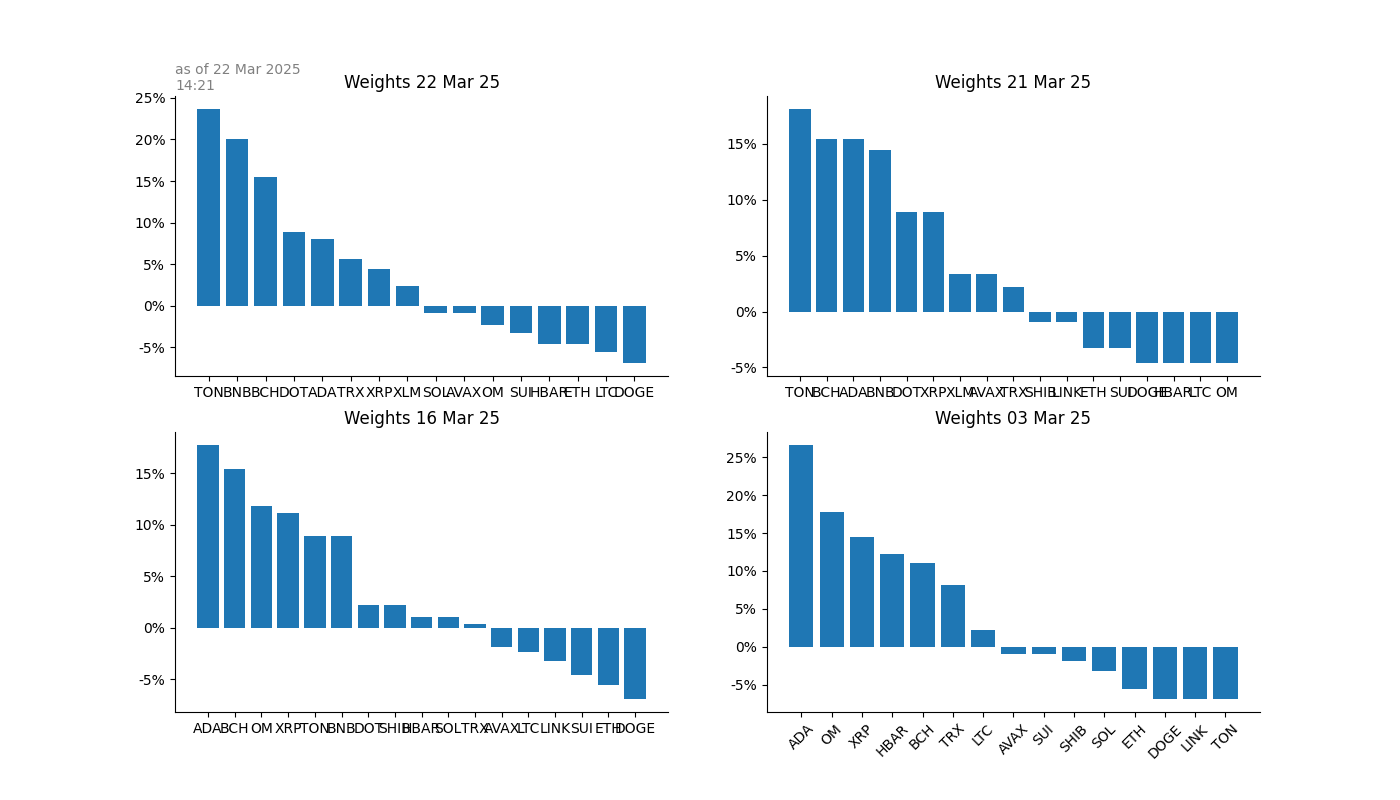 as of 22 Mar 2025
14:21
Weights 22 Mar 25
25%
20%
15%
10%
5%
0%
-5%
TON BNB BCH DOT ADA TRX XRP XLM SOL AVAX OM SUI HBAR ETH LTC DOGE
Weights 21 Mar 25
15%
10%
5%
0%
-5%
TON BCH ADA BNB DOT XRP XLM AVAX TRX SHIB LINK ETH SUI DOGE HBAR LTC OM
Weights 16 Mar 25
15%
10%
5%
0%
-5%
ADA BCH OM XRP TON BNB DOT SHIB HBAR SOL TRX AVAX LTC LINK SUI ETH DOGE
Weights 03 Mar 25
25%
20%
15%
10%
5%
0%
-5%
ADA OM XRP HBAR BCH TRX LTC AVAX SUI SHIB SOL ETH DOGE LINK TON